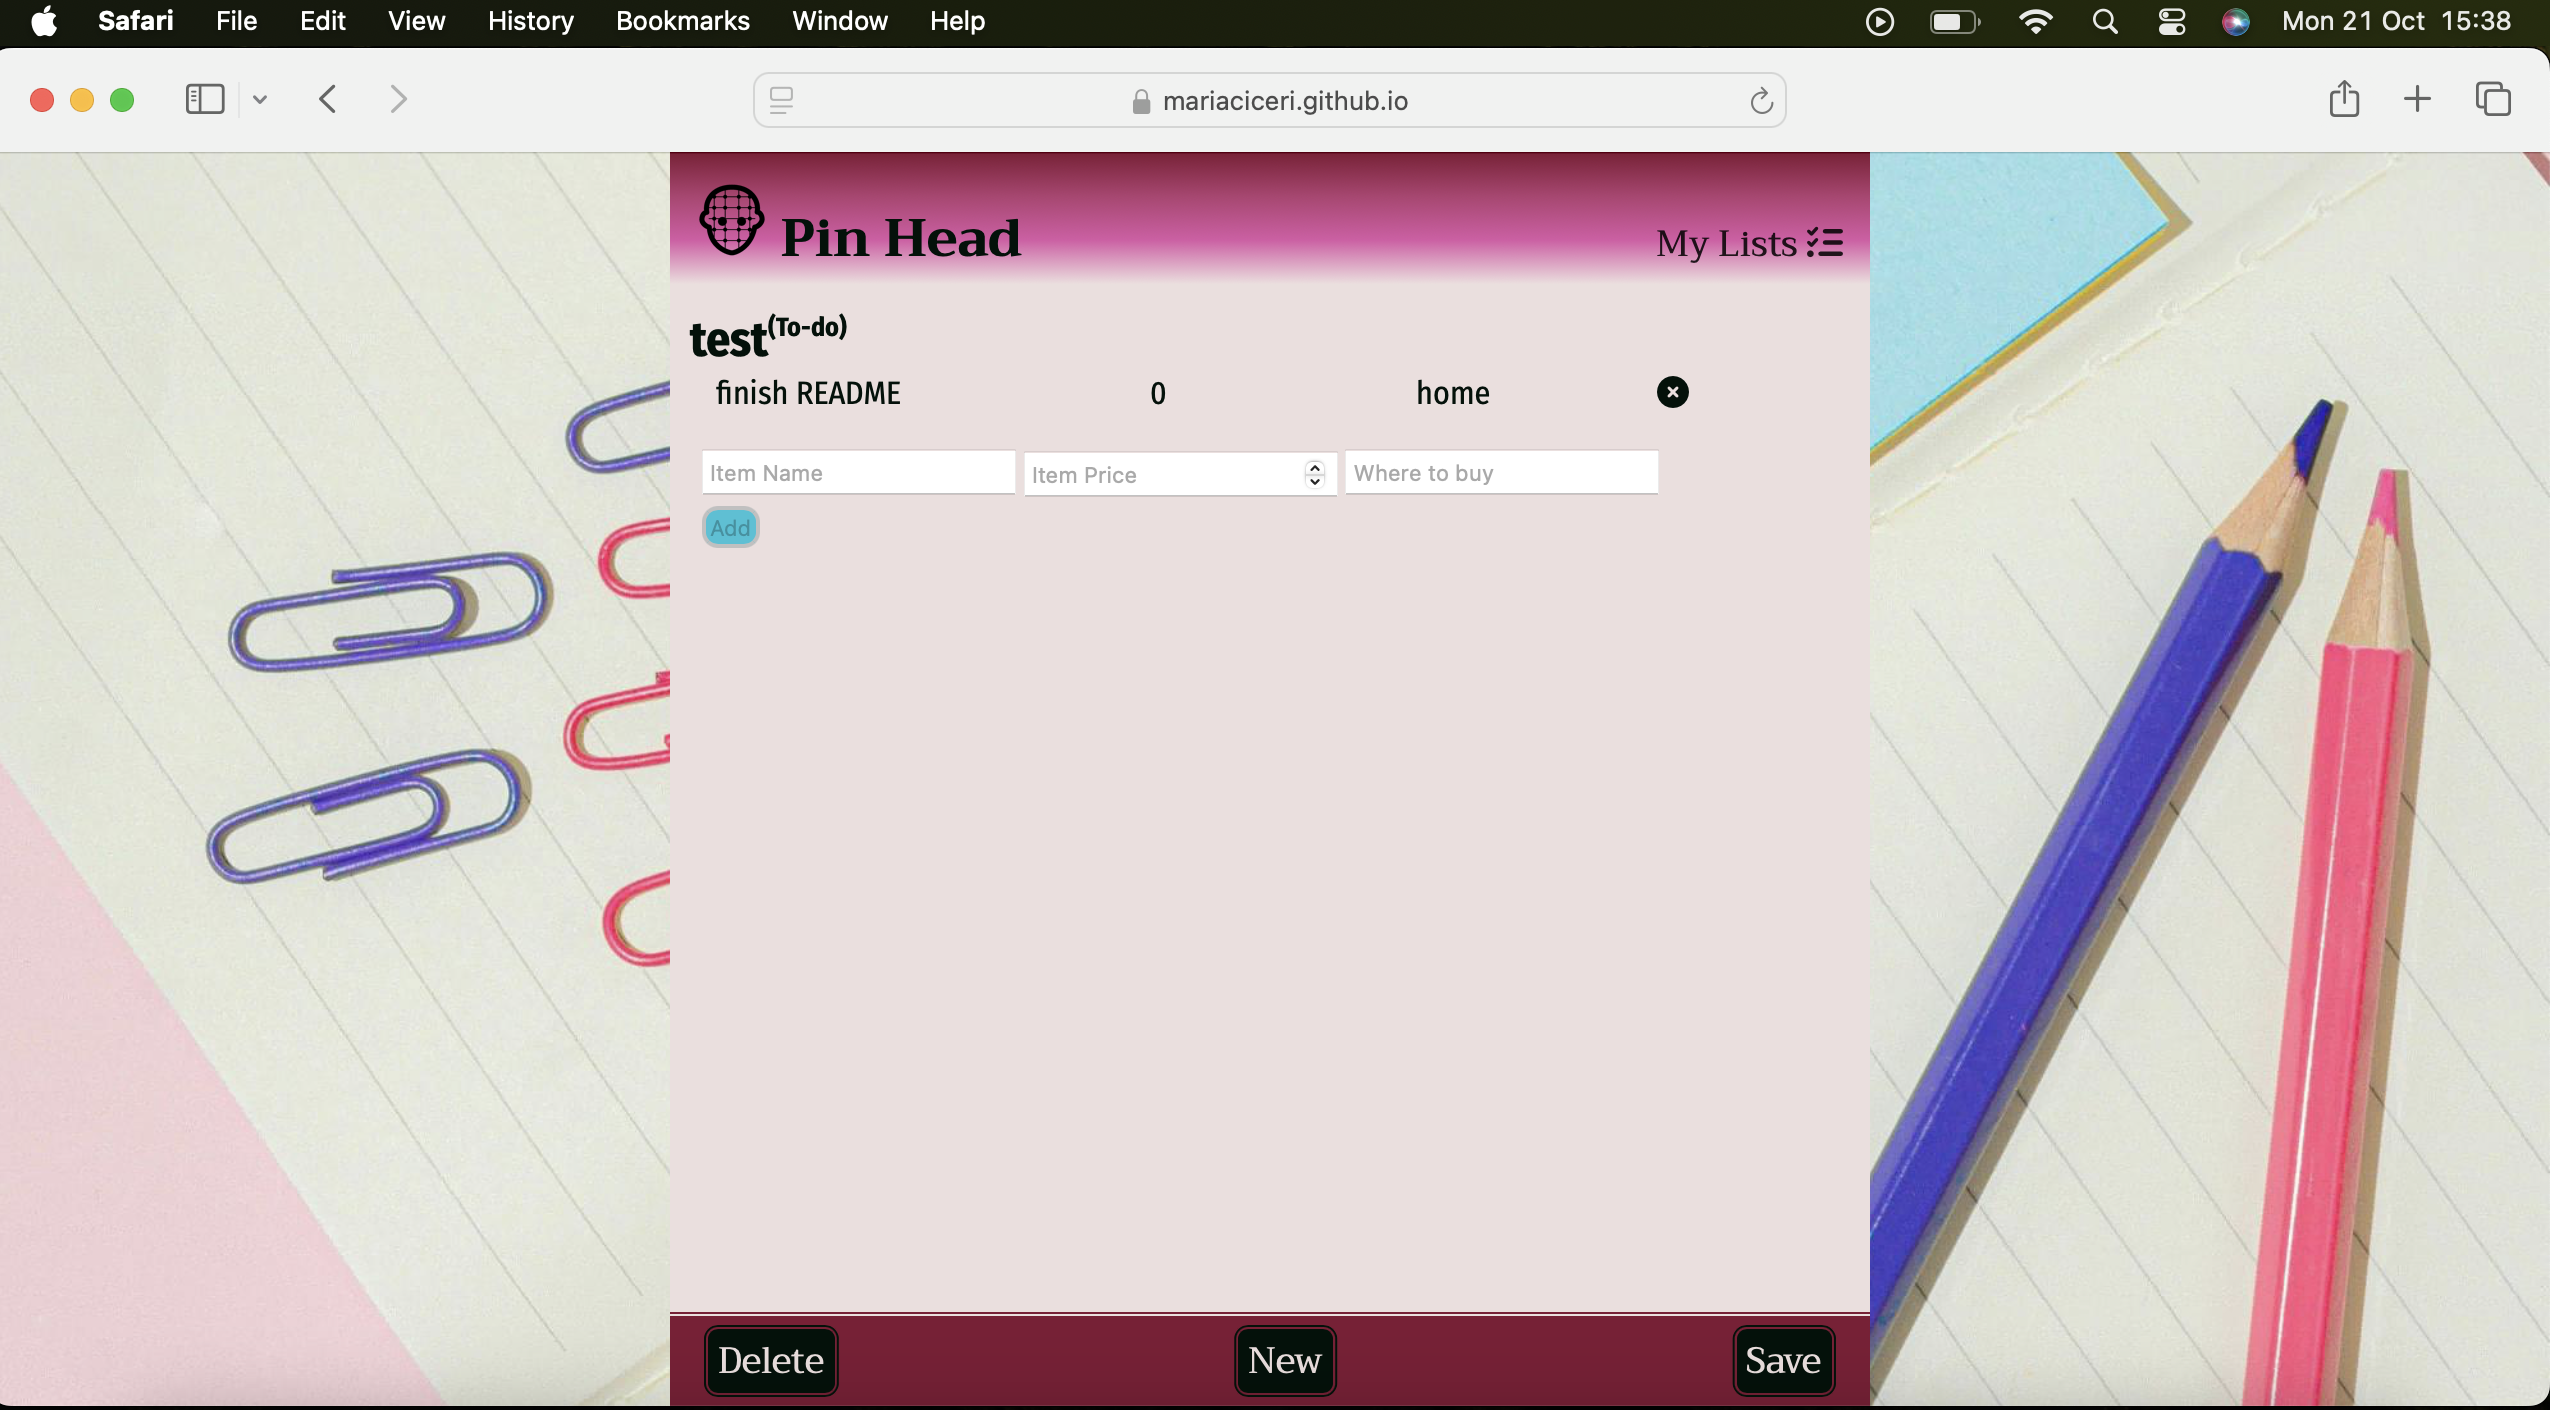 Safari File Edit View History Bookmarks Window Help Mon 21 Oct 15:38
mariaciceri.github.io
Pin Head My Lists
test(To-do)
finish README 0 home
Item Name Item Price Where to buy
Add
Delete New Save